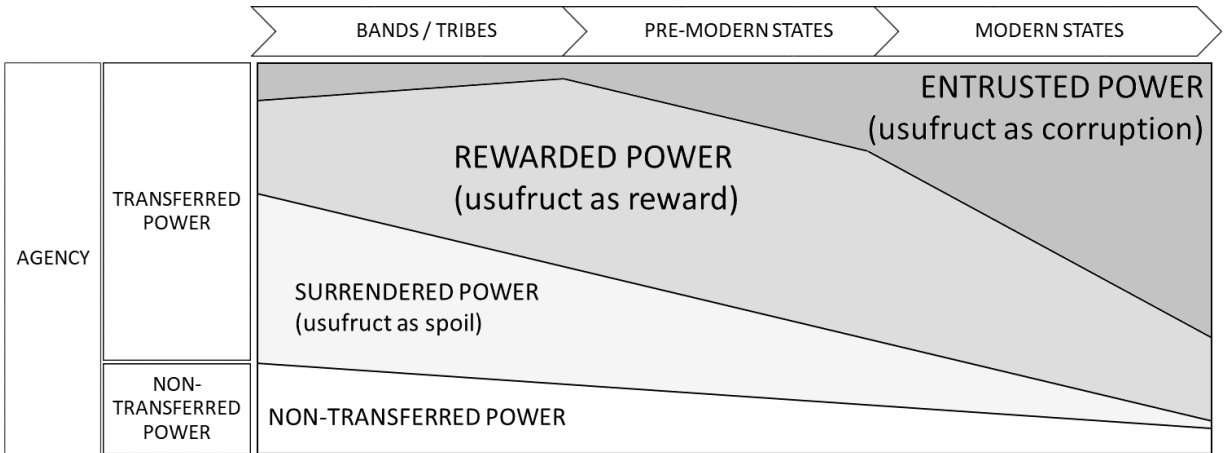 BANDS / TRIBES
PRE-MODERN STATES
MODERN STATES
AGENCY
TRANSFERRED
POWER
NON-
TRANSFERRED
POWER
ENTRUSTED POWER
(usufruct as corruption)
REWARDED POWER
(usufruct as reward)
SURRENDERED POWER
(usufruct as spoil)
NON-TRANSFERRED POWER